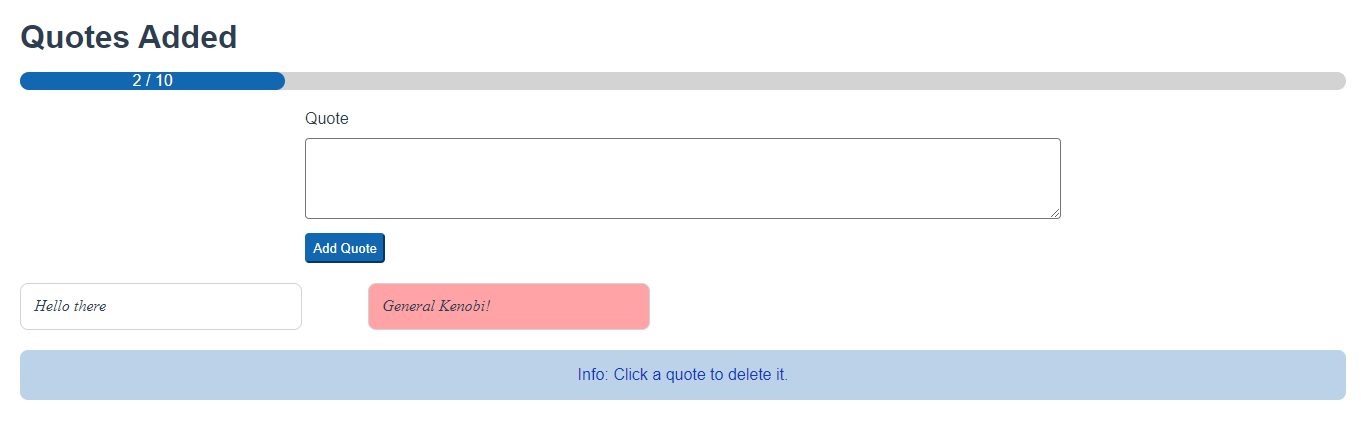 Quotes Added
2 / 10
Quote
Add Quote
Hello there
General Kenobi!
Info: Click a quote to delete it.